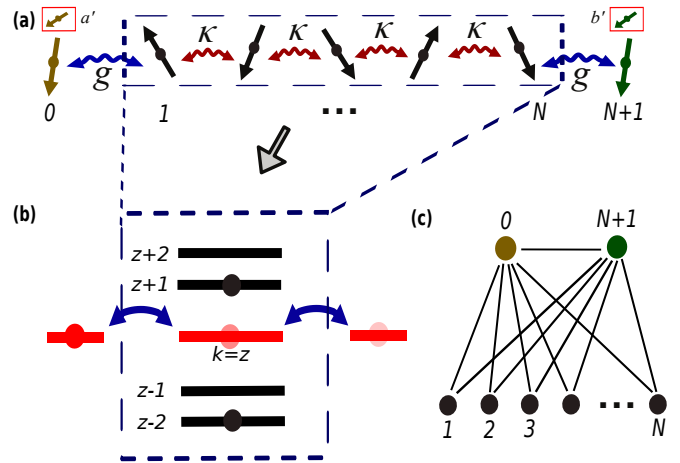 (a) a' b'
κ κ κ κ
g g
0 1 ... N N+1
(b) (c)
z+2
z+1
k=z
z-1
z-2
0 N+1
1 2 3 ... N